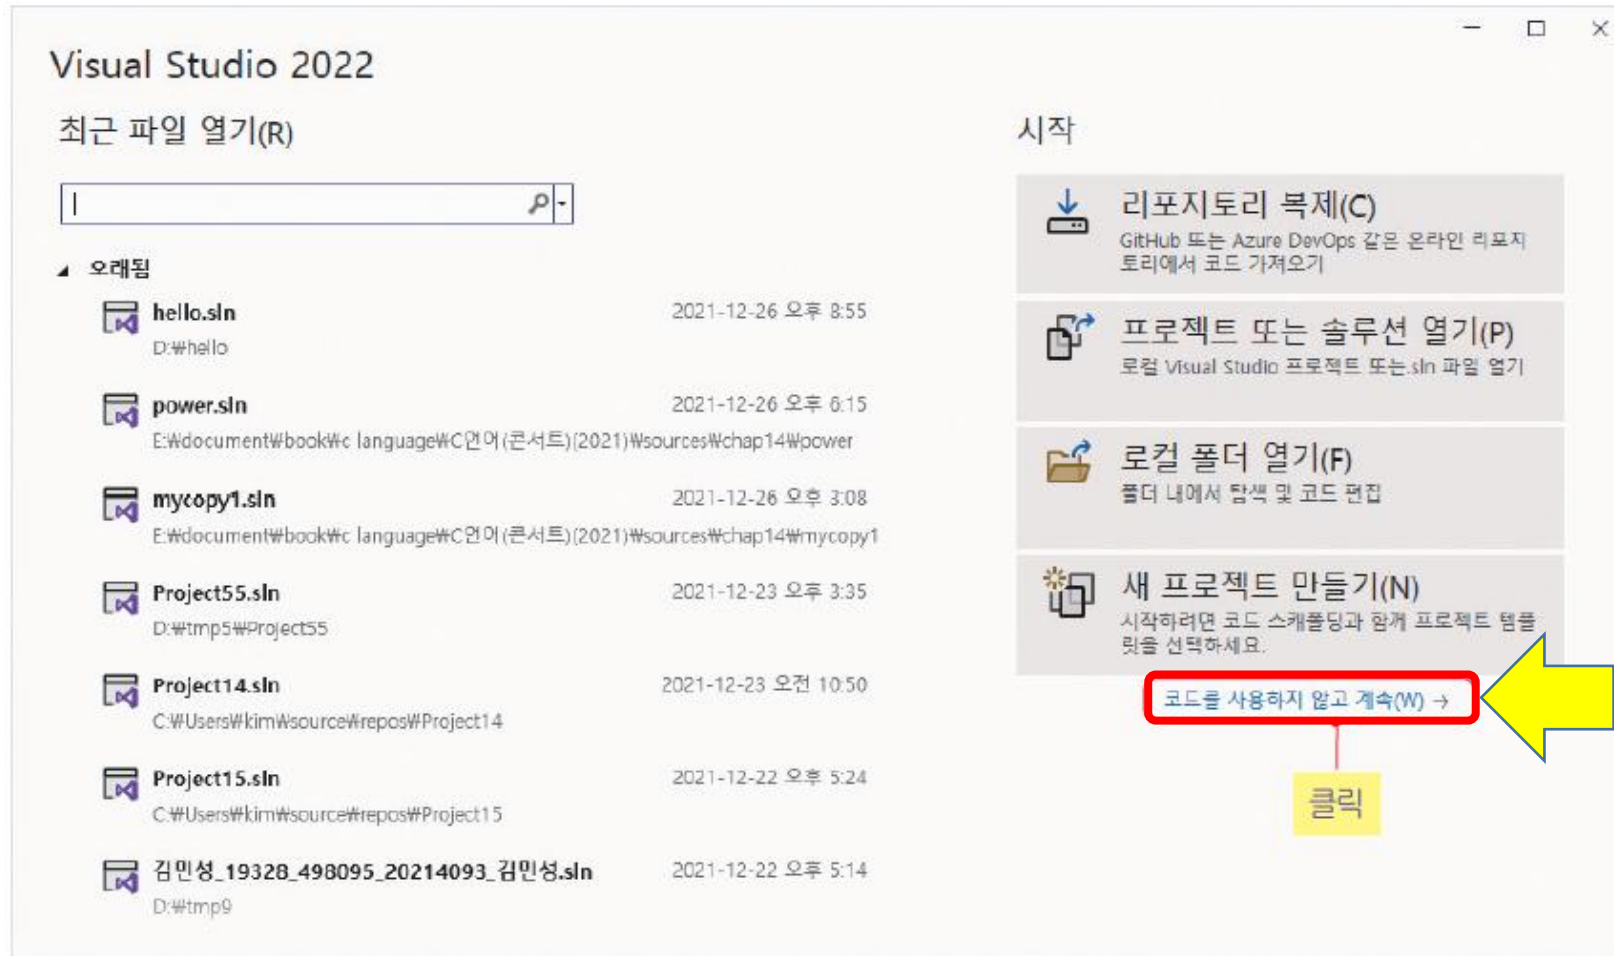 Visual Studio 2022
최근 파일 열기(R)
오래됨
hello.sln 2021-12-26 오후 8:55
D:₩hello
power.sln 2021-12-26 오후 6:15
E:₩document₩book₩c language₩C언어(콘서트)(2021)₩sources₩chap14₩power
mycopy1.sln 2021-12-26 오후 3:08
E:₩document₩book₩c language₩C언어(콘서트)(2021)₩sources₩chap14₩mycopy1
Project55.sln 2021-12-23 오후 3:35
D:₩tmp5₩Project55
Project14.sln 2021-12-23 오전 10:50
C:₩Users₩kim₩source₩repos₩Project14
Project15.sln 2021-12-22 오후 5:24
C:₩Users₩kim₩source₩repos₩Project15
김민성_19328_498095_20214093_김민성.sln 2021-12-22 오후 5:14
D:₩tmp9
시작
리포지토리 복제(C)
GitHub 또는 Azure DevOps 같은 온라인 리포지
토리에서 코드 가져오기
프로젝트 또는 솔루션 열기(P)
로컬 Visual Studio 프로젝트 또는.sln 파일 열기
로컬 폴더 열기(F)
폴더 내에서 탐색 및 코드 편집
새 프로젝트 만들기(N)
시작하려면 코드 스캐폴딩과 함께 프로젝트 템플
릿을 선택하세요.
코드를 사용하지 않고 계속(W) →
클릭